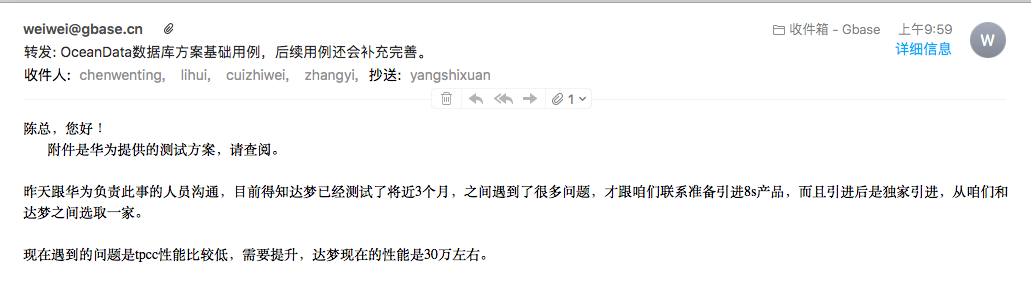 weiwei@gbase.cn
收件箱 - Gbase 上午9:59
转发: OceanData数据库方案基础用例，后续用例还会补充完善。
详细信息
W
收件人: chenwenting, lihui, cuizhiwei, zhangyi, 抄送: yangshixuan
1
陈总，您好！
附件是华为提供的测试方案，请查阅。
昨天跟华为负责此事的人员沟通，目前得知达梦已经测试了将近3个月，之间遇到了很多问题，才跟咱们联系准备引进8s产品，而且引进后是独家引进，从咱们和
达梦之间选取一家。
现在遇到的问题是tpcc性能比较低，需要提升，达梦现在的性能是30万左右。